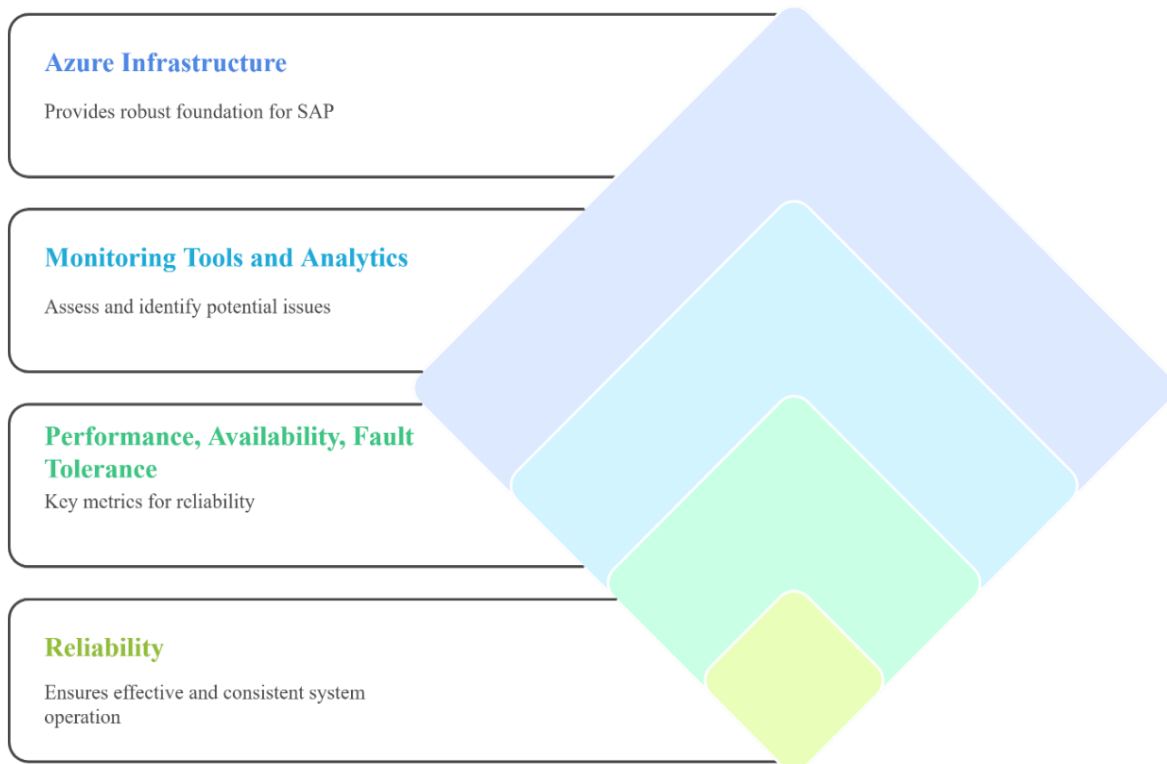 Azure Infrastructure
Provides robust foundation for SAP
Monitoring Tools and Analytics
Assess and identify potential issues
Performance, Availability, Fault
Tolerance
Key metrics for reliability
Reliability
Ensures effective and consistent system
operation